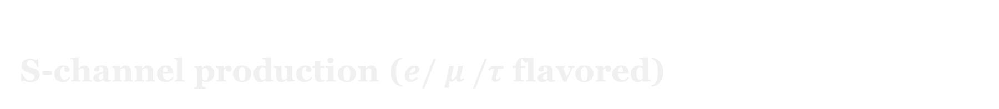 S-channel production (e/ μ /τ flavored)